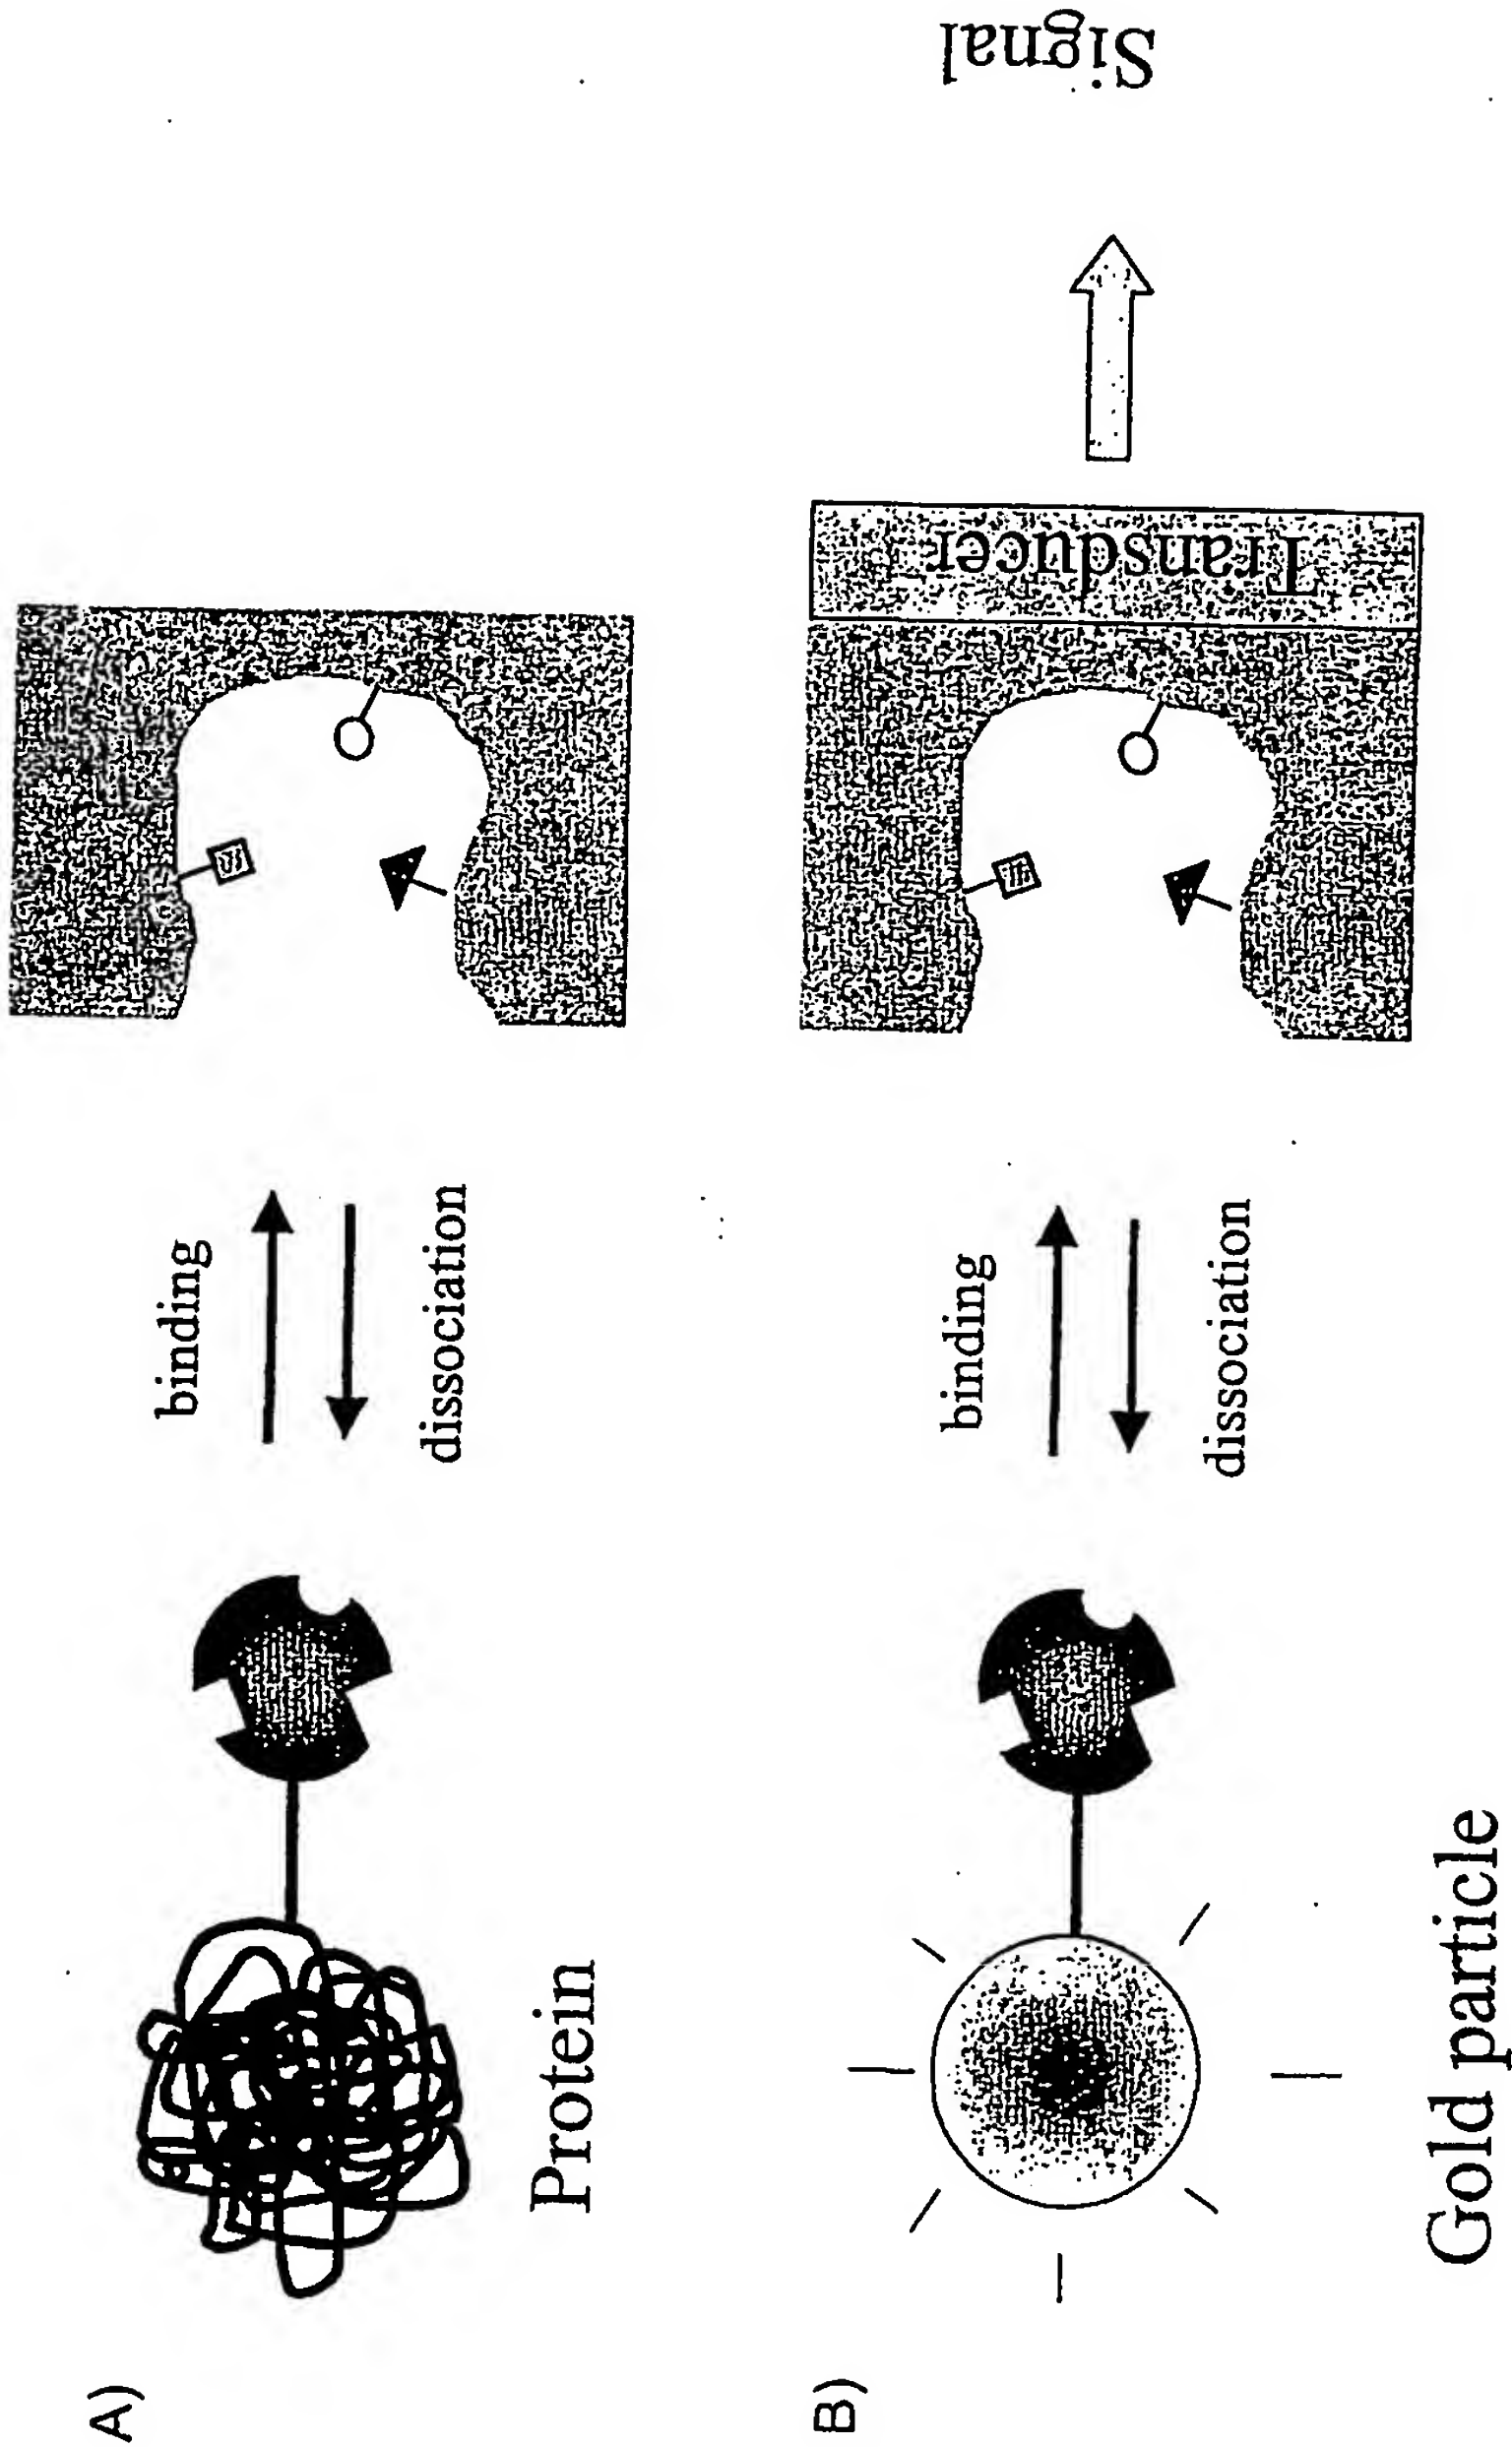 A)
Protein
binding
dissociation
B)
Gold particle
binding
dissociation
Transducer
Signal